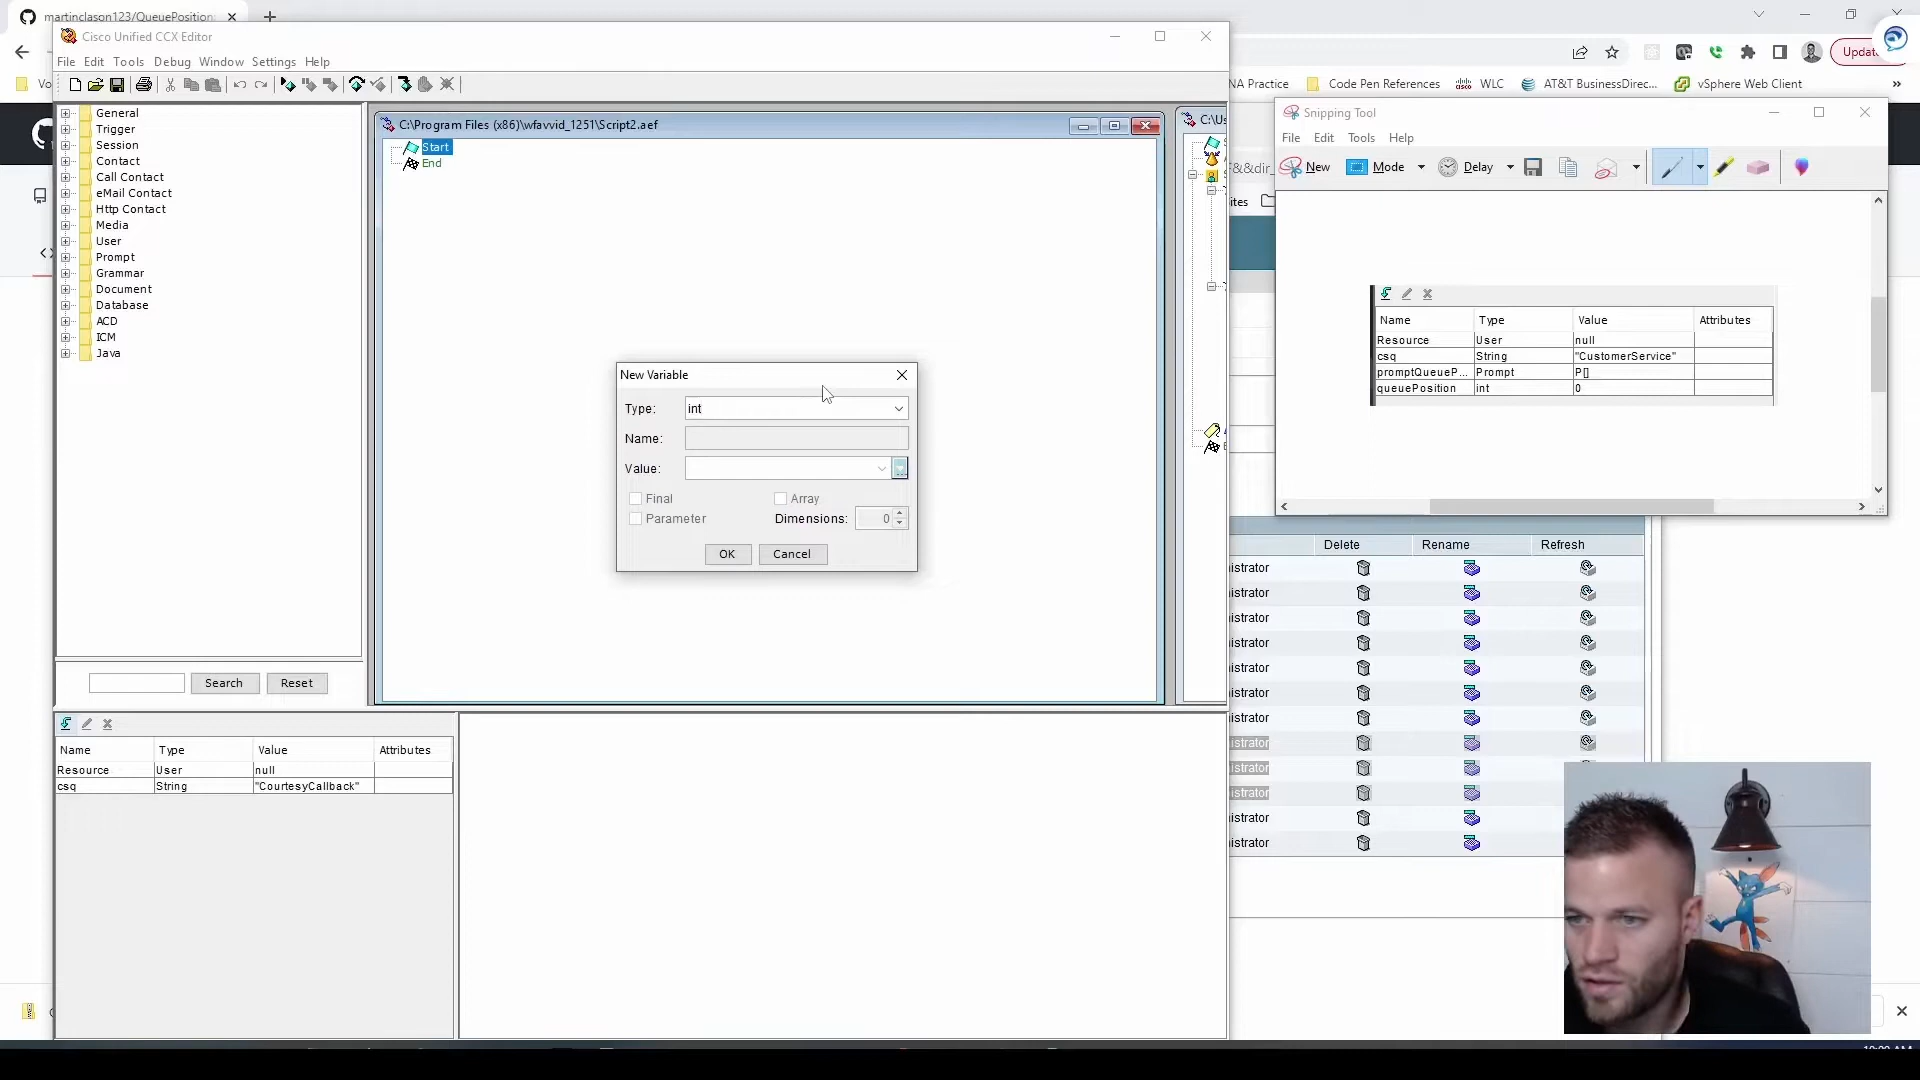 martinclason123/QueuePosition
Cisco Unified CCX Editor
File Edit Tools Debug Window Settings Help
General
Trigger
Session
Contact
Call Contact
eMail Contact
Http Contact
Media
User
Prompt
Grammar
Document
Database
ACD
ICM
Java
Search Reset
C:\Program Files (x86)\wfavvid_1251\Script2.aef
Start
End
C:\Us
New Variable
Type: int
Name:
Value:
Final Array
Parameter Dimensions: 0
OK Cancel
Name Type Value Attributes
Resource User null
csq String "CourtesyCallback"
Updat
NA Practice Code Pen References WLC AT&T BusinessDirec... vSphere Web Client »
Vo
F&&dir_
ites
Snipping Tool
File Edit Tools Help
New Mode Delay
Name Type Value Attributes
Resource User null
csq String "CustomerService"
promptQueueP... Prompt P[]
queuePosition int 0
Delete Rename Refresh
istrator
istrator
istrator
istrator
istrator
istrator
istrator
istrator
istrator
istrator
istrator
istrator